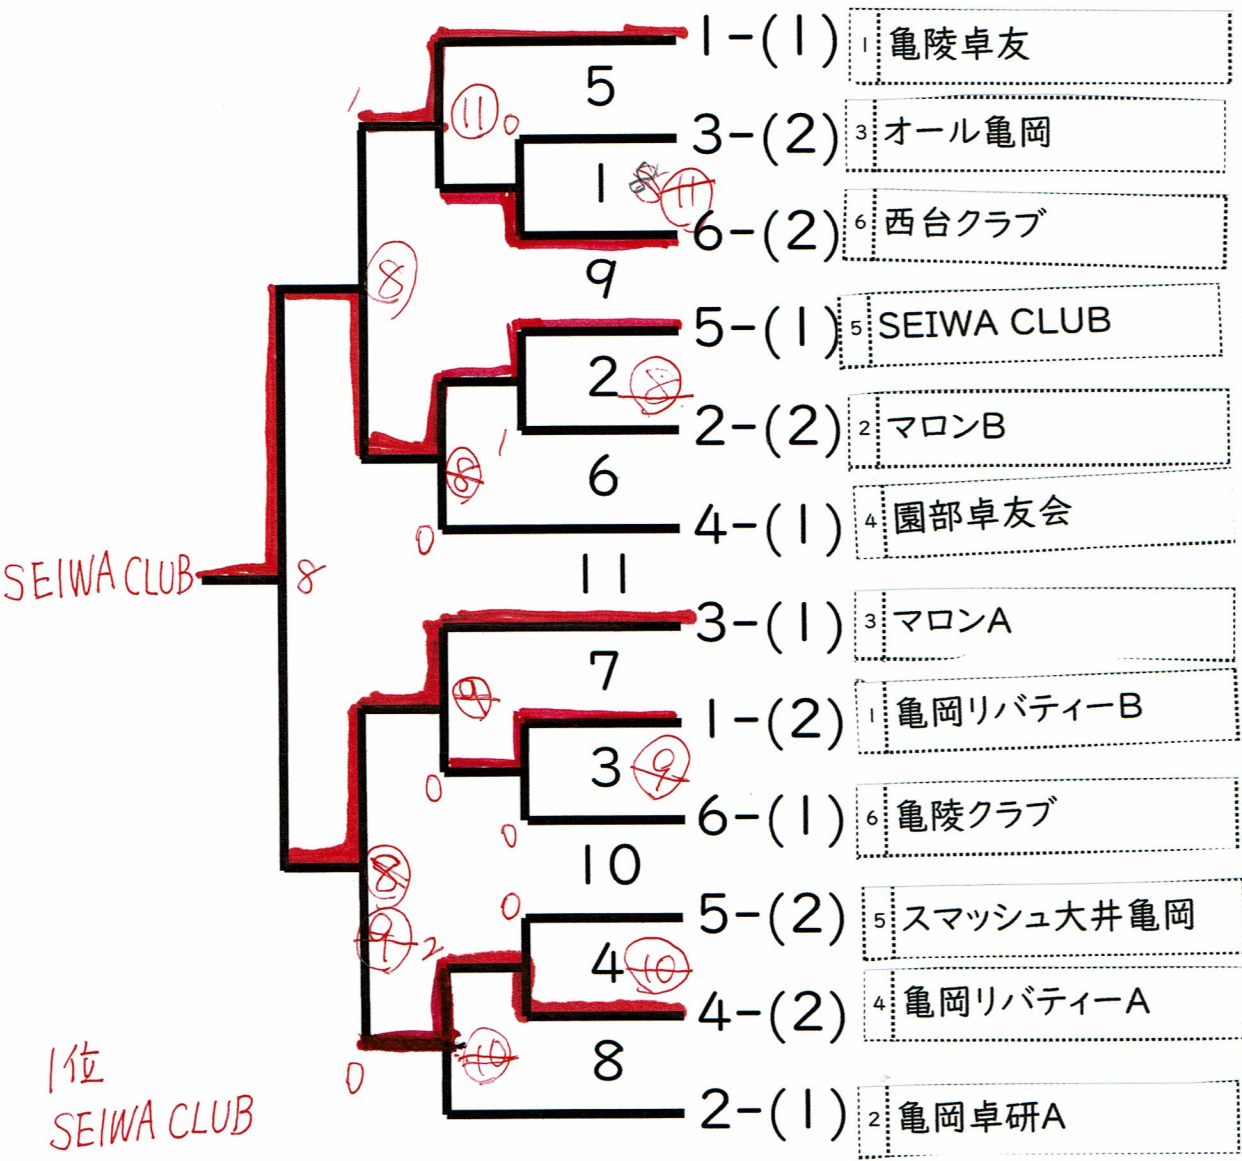 1-(1) 1 亀陵卓友
5
1 ⑪ 0
3-(2) 3 オール亀岡
1 8 ⑪
6-(2) 6 西台クラブ
⑧ 9
5-(1) 5 SEIWA CLUB
2 ⑧
2-(2) 2 マロンB
1
⑧ 6
0 4-(1) 4 園部卓友会
SEIWA CLUB 8 11
3-(1) 3 マロンA
7
⑨
1-(2) 1 亀岡リバティーB
3 ⑨
0
6-(1) 6 亀陵クラブ
0
⑧ 10
0 5-(2) 5 スマッシュ大井亀岡
⑨ 2 4 ⑩
4-(2) 4 亀岡リバティーA
⑩ 8
0
2-(1) 2 亀岡卓研A
1位
SEIWA CLUB